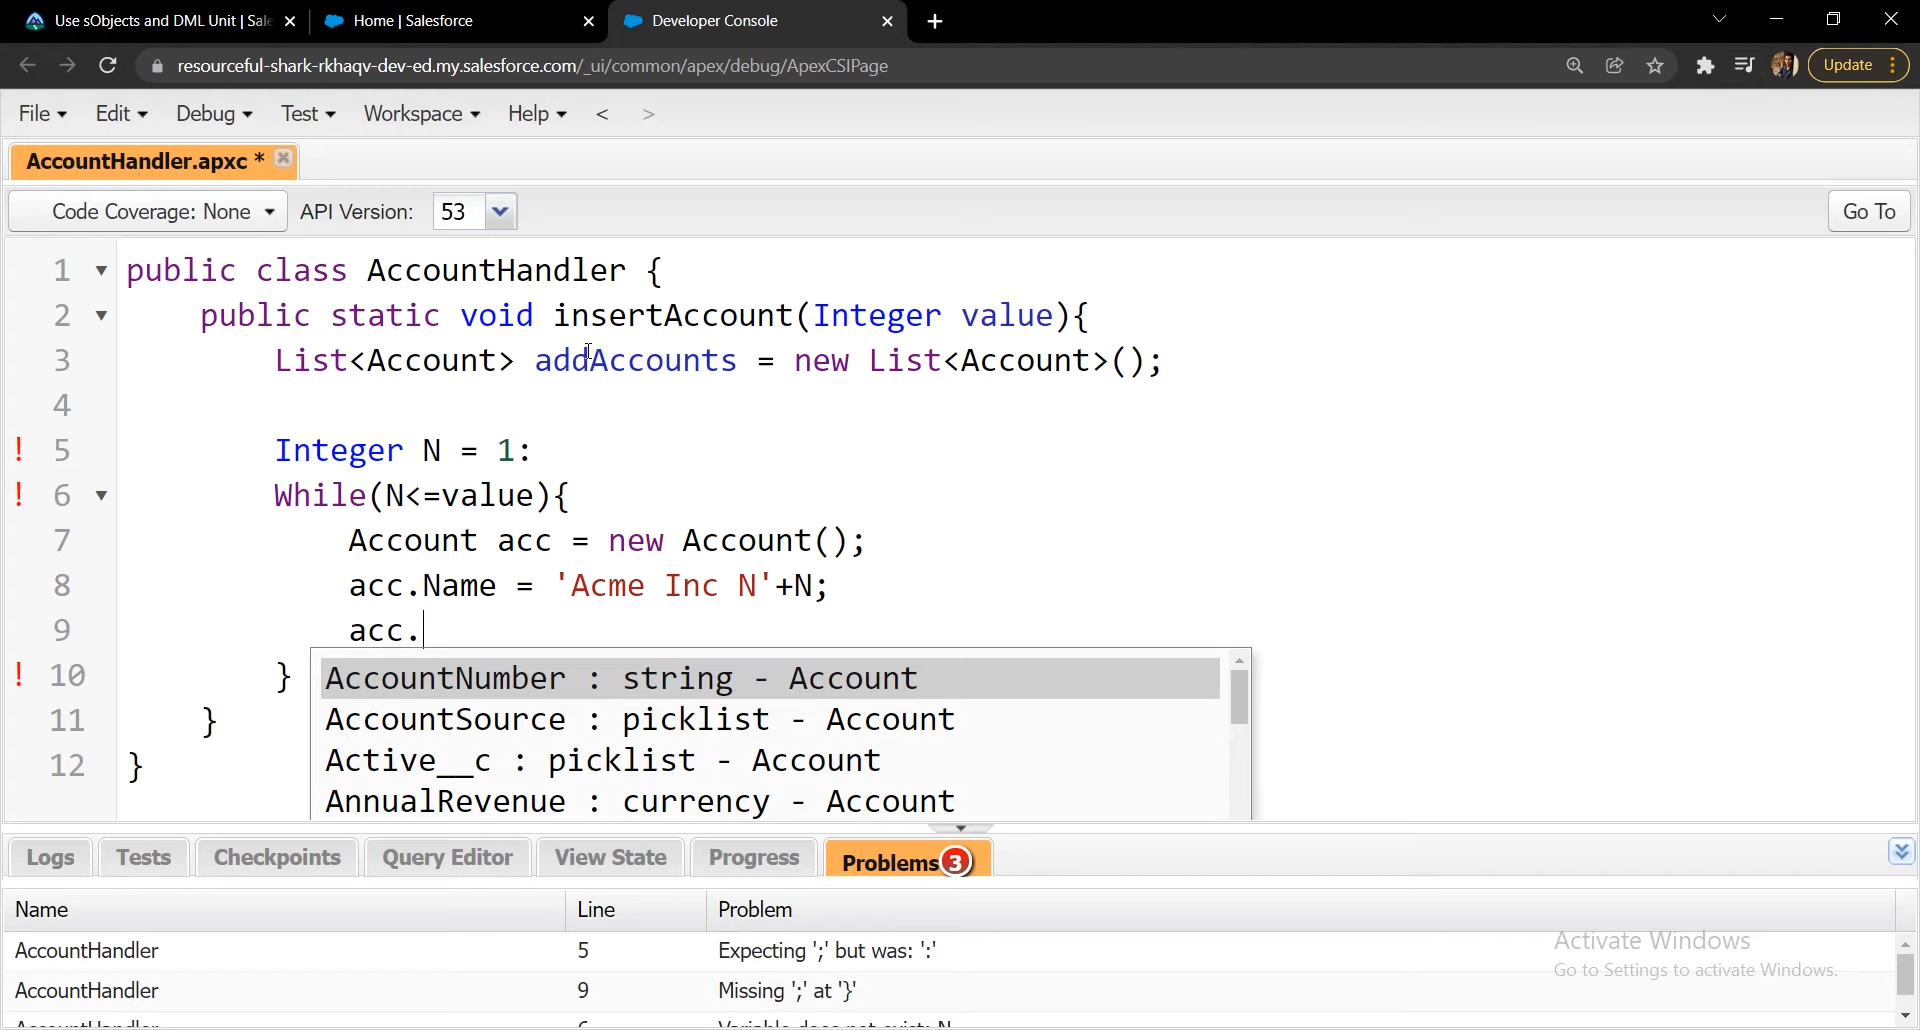 Use sObjects and DML Unit | Sale
Home | Salesforce
Developer Console
resourceful-shark-rkhaqv-dev-ed.my.salesforce.com/_ui/common/apex/debug/ApexCSIPage
Update
File Edit Debug Test Workspace Help < >
AccountHandler.apxc *
Code Coverage: None API Version: 53 Go To
1 public class AccountHandler {
2 public static void insertAccount(Integer value){
3 List<Account> addAccounts = new List<Account>();
4
! 5 Integer N = 1:
! 6 While(N<=value){
7 Account acc = new Account();
8 acc.Name = 'Acme Inc N'+N;
9 acc.
! 10 }
11 }
12 }
AccountNumber : string - Account
AccountSource : picklist - Account
Active__c : picklist - Account
AnnualRevenue : currency - Account
Logs Tests Checkpoints Query Editor View State Progress Problems 3
Name Line Problem
AccountHandler 5 Expecting ';' but was: ':'
AccountHandler 9 Missing ';' at '}'
AccountHandler 6 Variable does not exist: N
Activate Windows
Go to Settings to activate Windows.